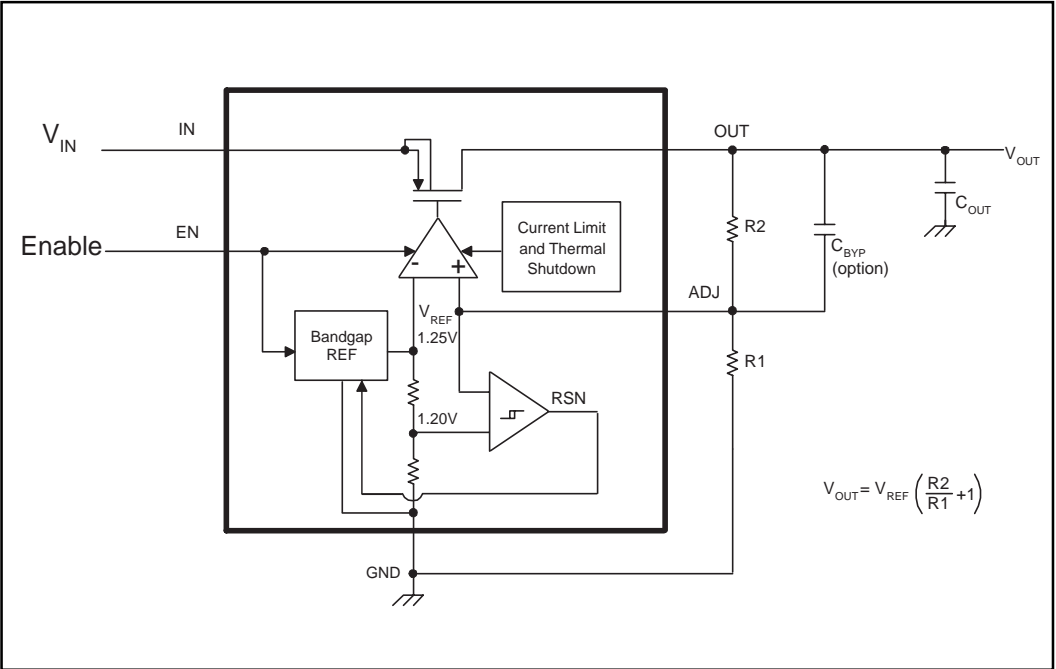 V_IN
IN
OUT
V_OUT
C_OUT
Enable
EN
-
+
Current Limit
and Thermal
Shutdown
R2
C_BYP
(option)
ADJ
V_REF
1.25V
Bandgap
REF
R1
1.20V
RSN
V_OUT = V_REF (R2/R1 +1)
GND